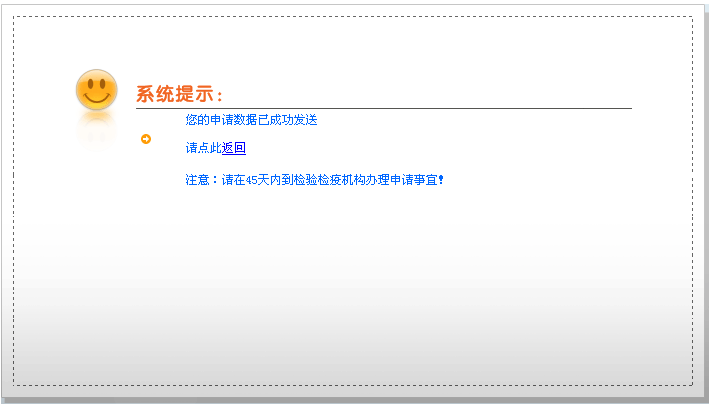 系统提示：
您的申请数据已成功发送
请点此返回
注意：请在45天内到检验检疫机构办理申请事宜！